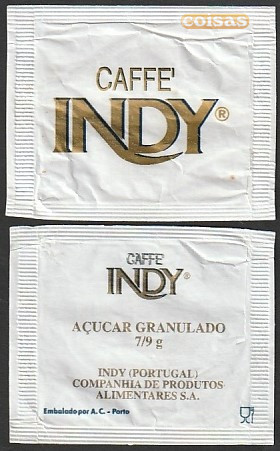 coisas
CAFFE'
INDY®
CAFFE'
INDY®
AÇUCAR GRANULADO
7/9 g
INDY (PORTUGAL)
COMPANHIA DE PRODUTOS
ALIMENTARES S.A.
Embalado por A. C. - Porto